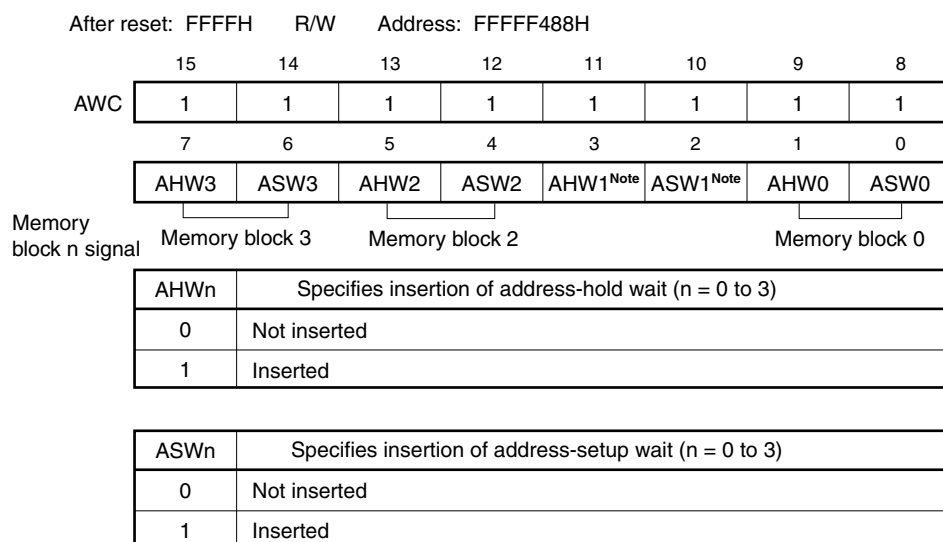 After reset: FFFFH R/W Address: FFFFF488H
15 14 13 12 11 10 9 8
AWC 1 1 1 1 1 1 1 1
7 6 5 4 3 2 1 0
AHW3 ASW3 AHW2 ASW2 AHW1Note ASW1Note AHW0 ASW0
Memory
block n signal
Memory block 3 Memory block 2 Memory block 0
AHWn Specifies insertion of address-hold wait (n = 0 to 3)
0 Not inserted
1 Inserted
ASWn Specifies insertion of address-setup wait (n = 0 to 3)
0 Not inserted
1 Inserted